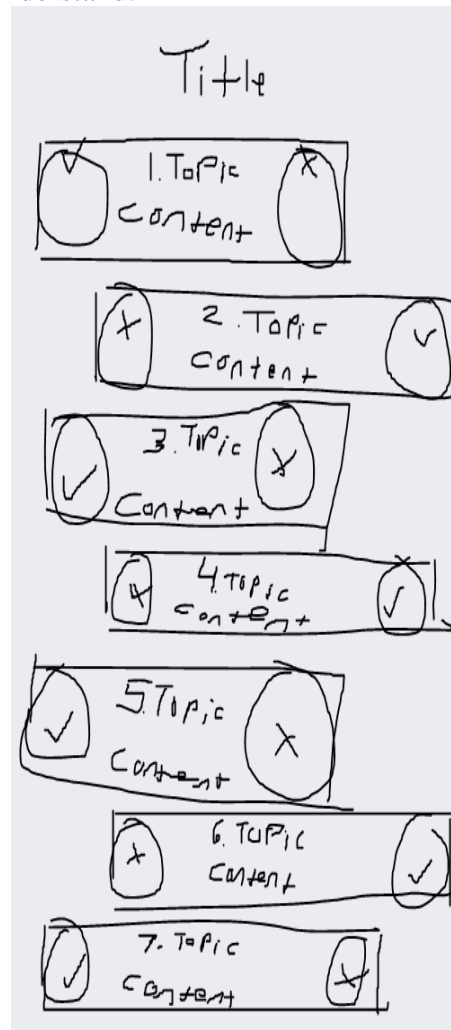 Title
1. Topic
Content
2. Topic
Content
3. Topic
Content
4. Topic
Content
5. Topic
Content
6. Topic
Content
7. Topic
Content